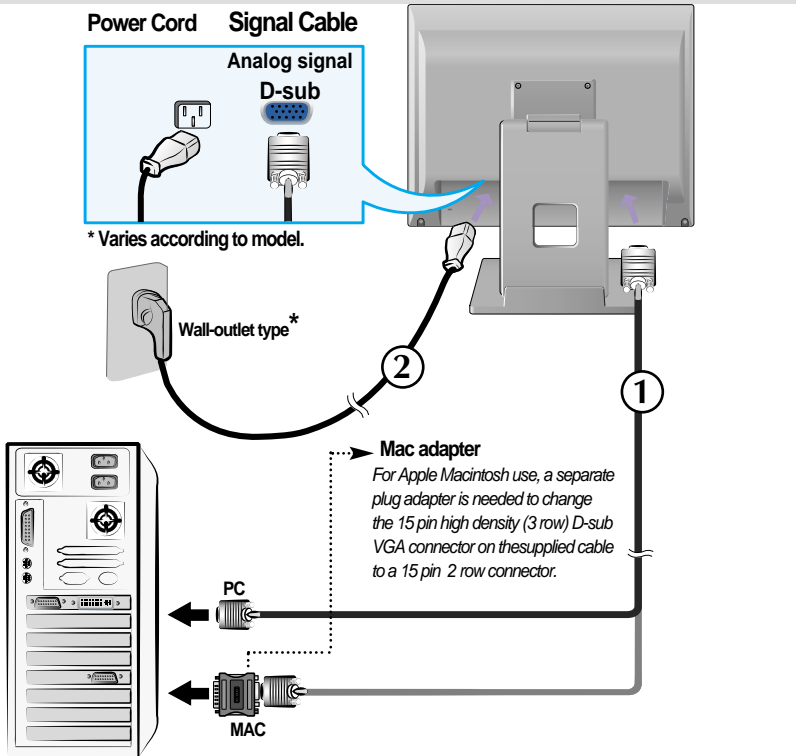 Power Cord
Signal Cable
Analog signal
D-sub
* Varies according to model.
Wall-outlet type*
2
1
Mac adapter
For Apple Macintosh use, a separate
plug adapter is needed to change
the 15 pin high density (3 row) D-sub
VGA connector on thesupplied cable
to a 15 pin 2 row connector.
PC
MAC